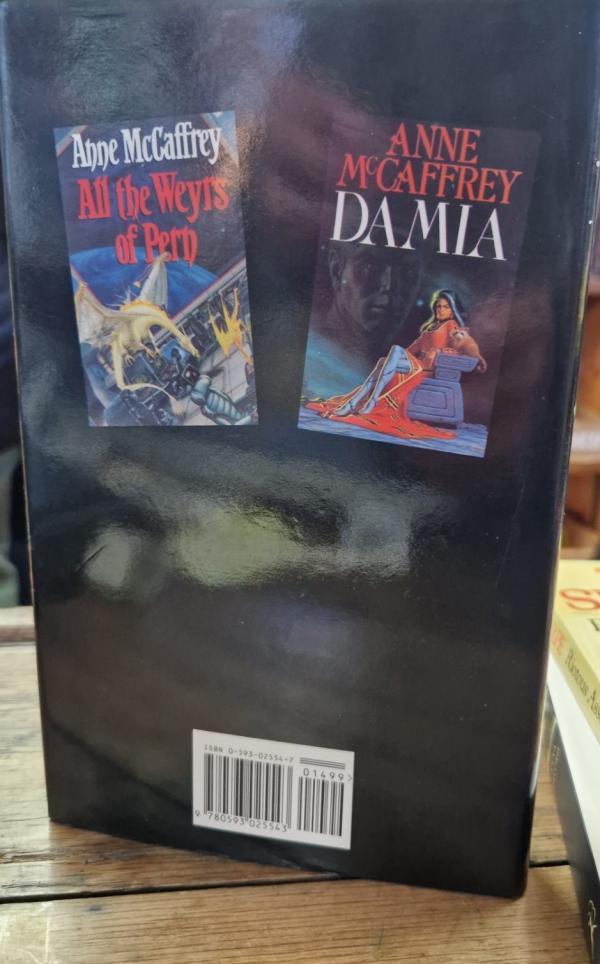 Anne McCaffrey
All the Weyrs
of Pern
ANNE
McCAFFREY
DAMIA
ISBN 0-593-02554-7
01499>
9 780593 025543
Riotous